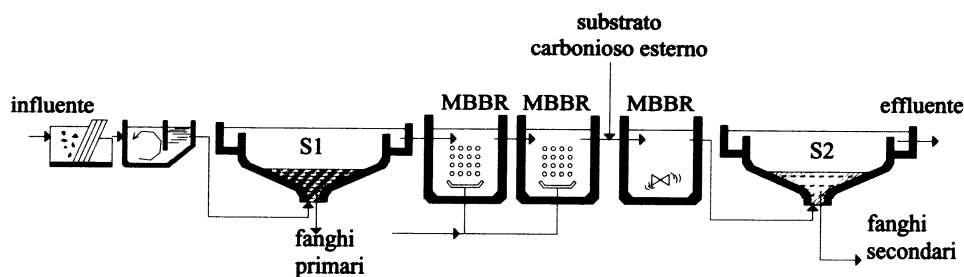 substrato
carbonioso esterno
influente
MBBR
MBBR
MBBR
effluente
S1
S2
fanghi
primari
fanghi
secondari